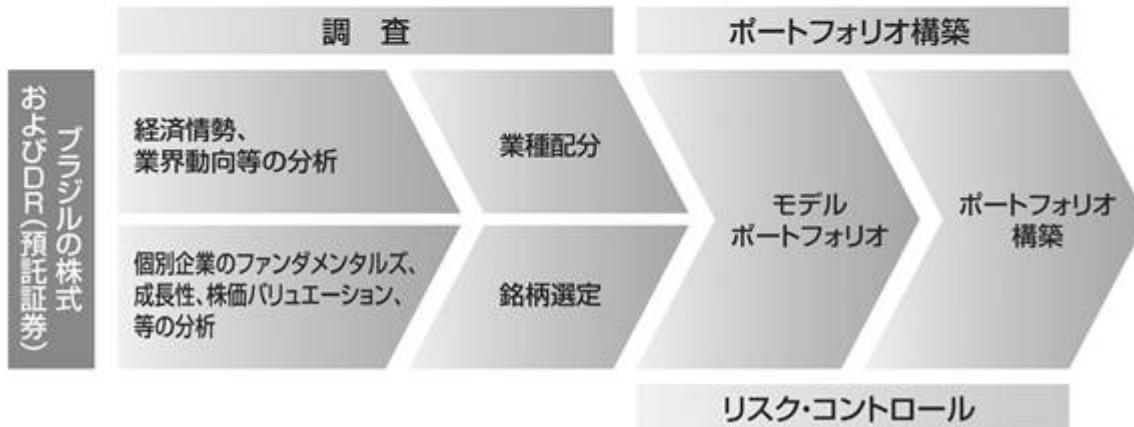 調 査
ポートフォリオ構築
ブラジルの株式
およびDR(預託証券)
経済情勢、
業界動向等の分析
業種配分
個別企業のファンダメンタルズ、
成長性、株価バリュエーション、
等の分析
銘柄選定
モデル
ポートフォリオ
ポートフォリオ
構築
リスク・コントロール